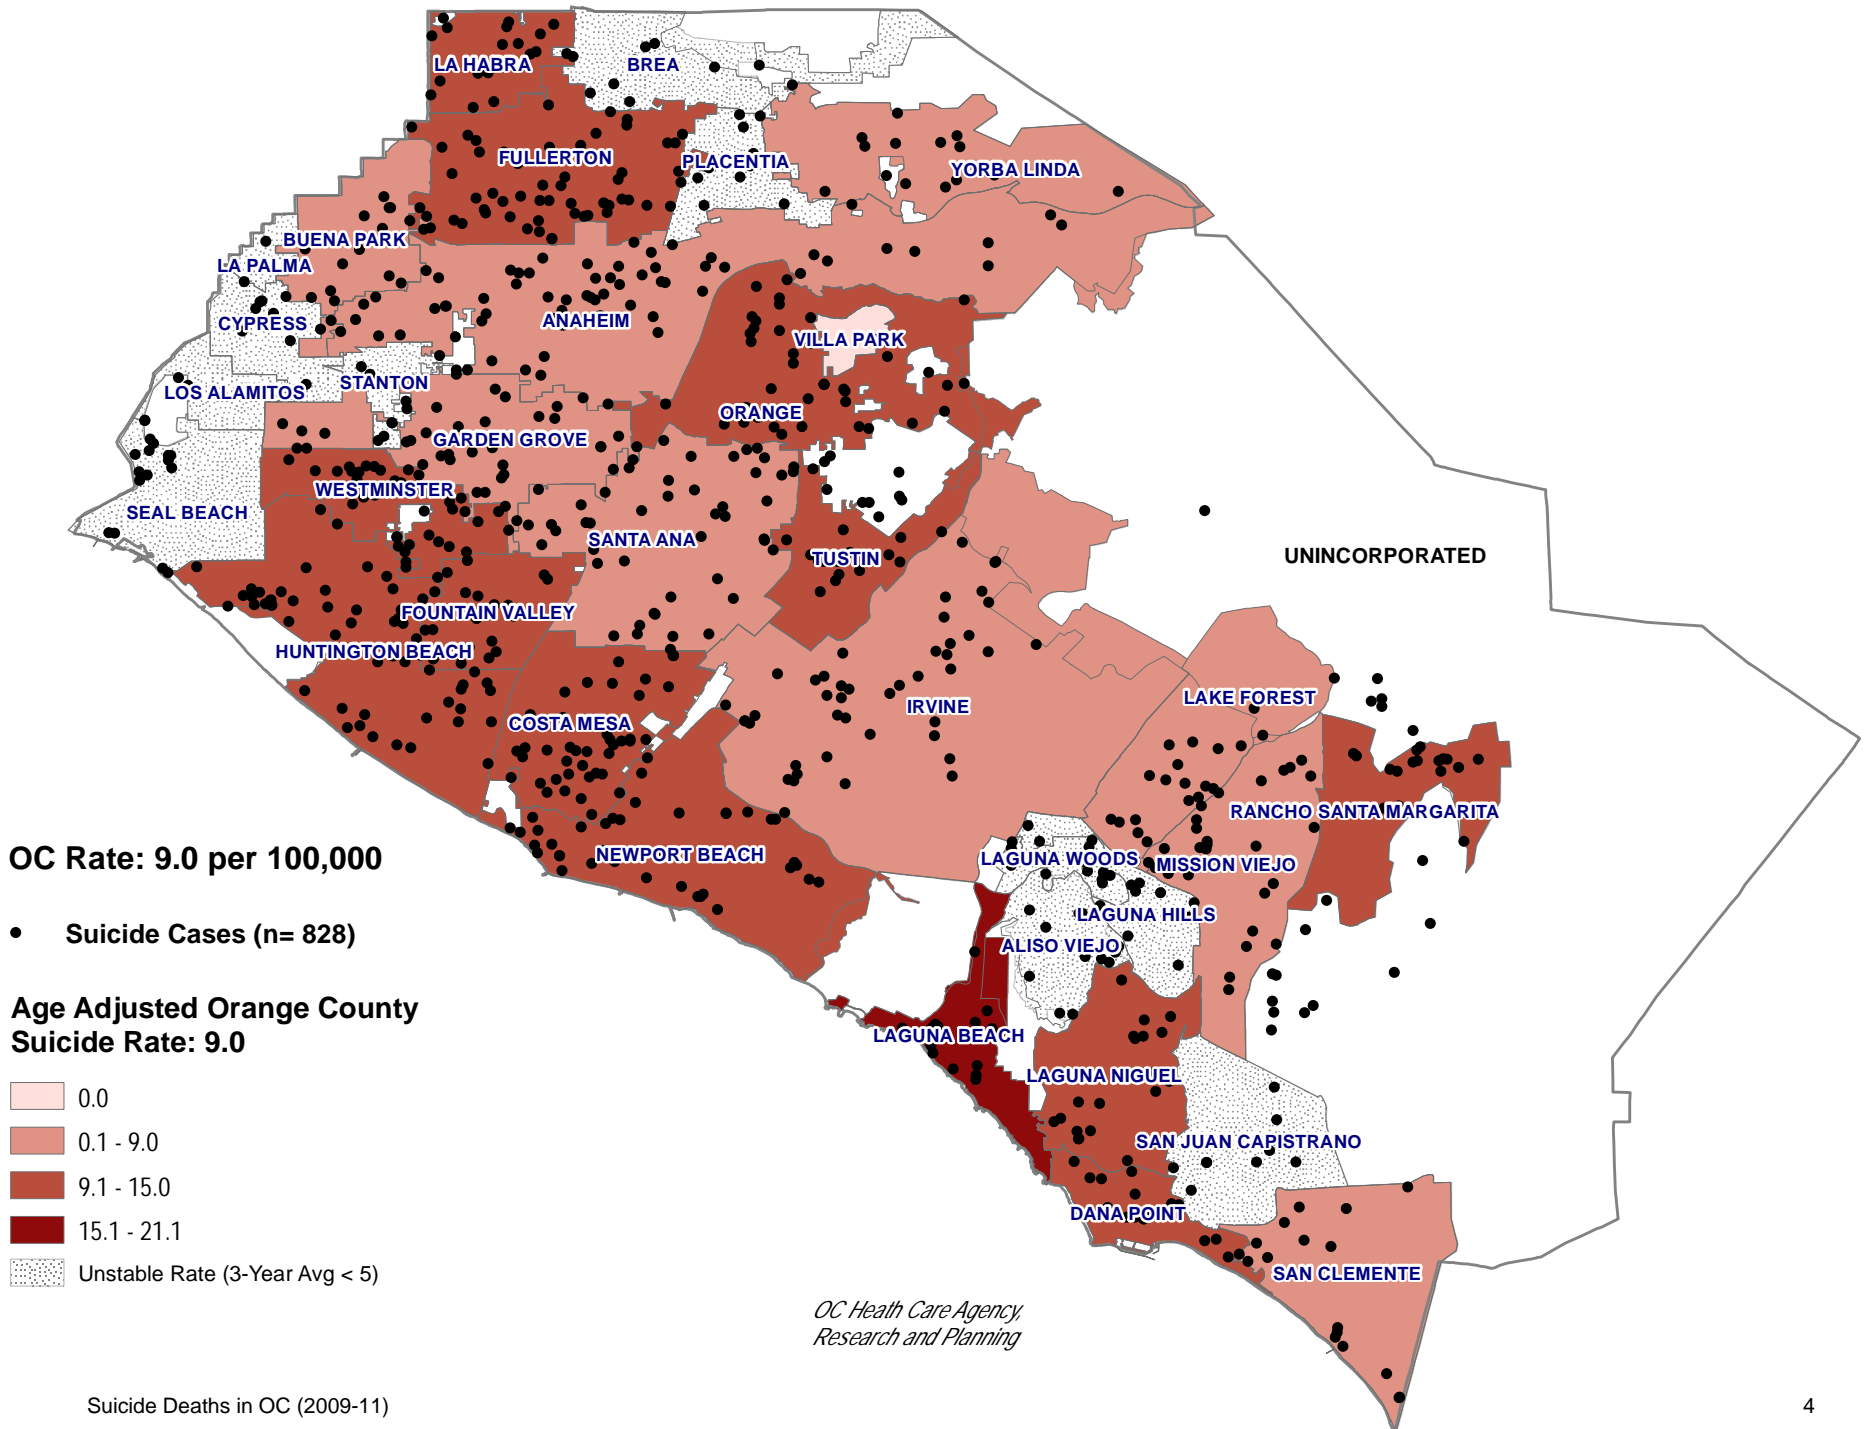 LA HABRA
BREA
FULLERTON
PLACENTIA
YORBA LINDA
BUENA PARK
LA PALMA
CYPRESS
ANAHEIM
VILLA PARK
LOS ALAMITOS
STANTON
ORANGE
GARDEN GROVE
WESTMINSTER
SEAL BEACH
SANTA ANA
TUSTIN
UNINCORPORATED
FOUNTAIN VALLEY
HUNTINGTON BEACH
LAKE FOREST
IRVINE
COSTA MESA
RANCHO SANTA MARGARITA
NEWPORT BEACH
LAGUNA WOODS
MISSION VIEJO
LAGUNA HILLS
ALISO VIEJO
LAGUNA BEACH
LAGUNA NIGUEL
SAN JUAN CAPISTRANO
DANA POINT
SAN CLEMENTE
OC Rate: 9.0 per 100,000
Suicide Cases (n= 828)
Age Adjusted Orange County
Suicide Rate: 9.0
0.0
0.1 - 9.0
9.1 - 15.0
15.1 - 21.1
Unstable Rate (3-Year Avg < 5)
OC Heath Care Agency,
Research and Planning
Suicide Deaths in OC (2009-11)
4